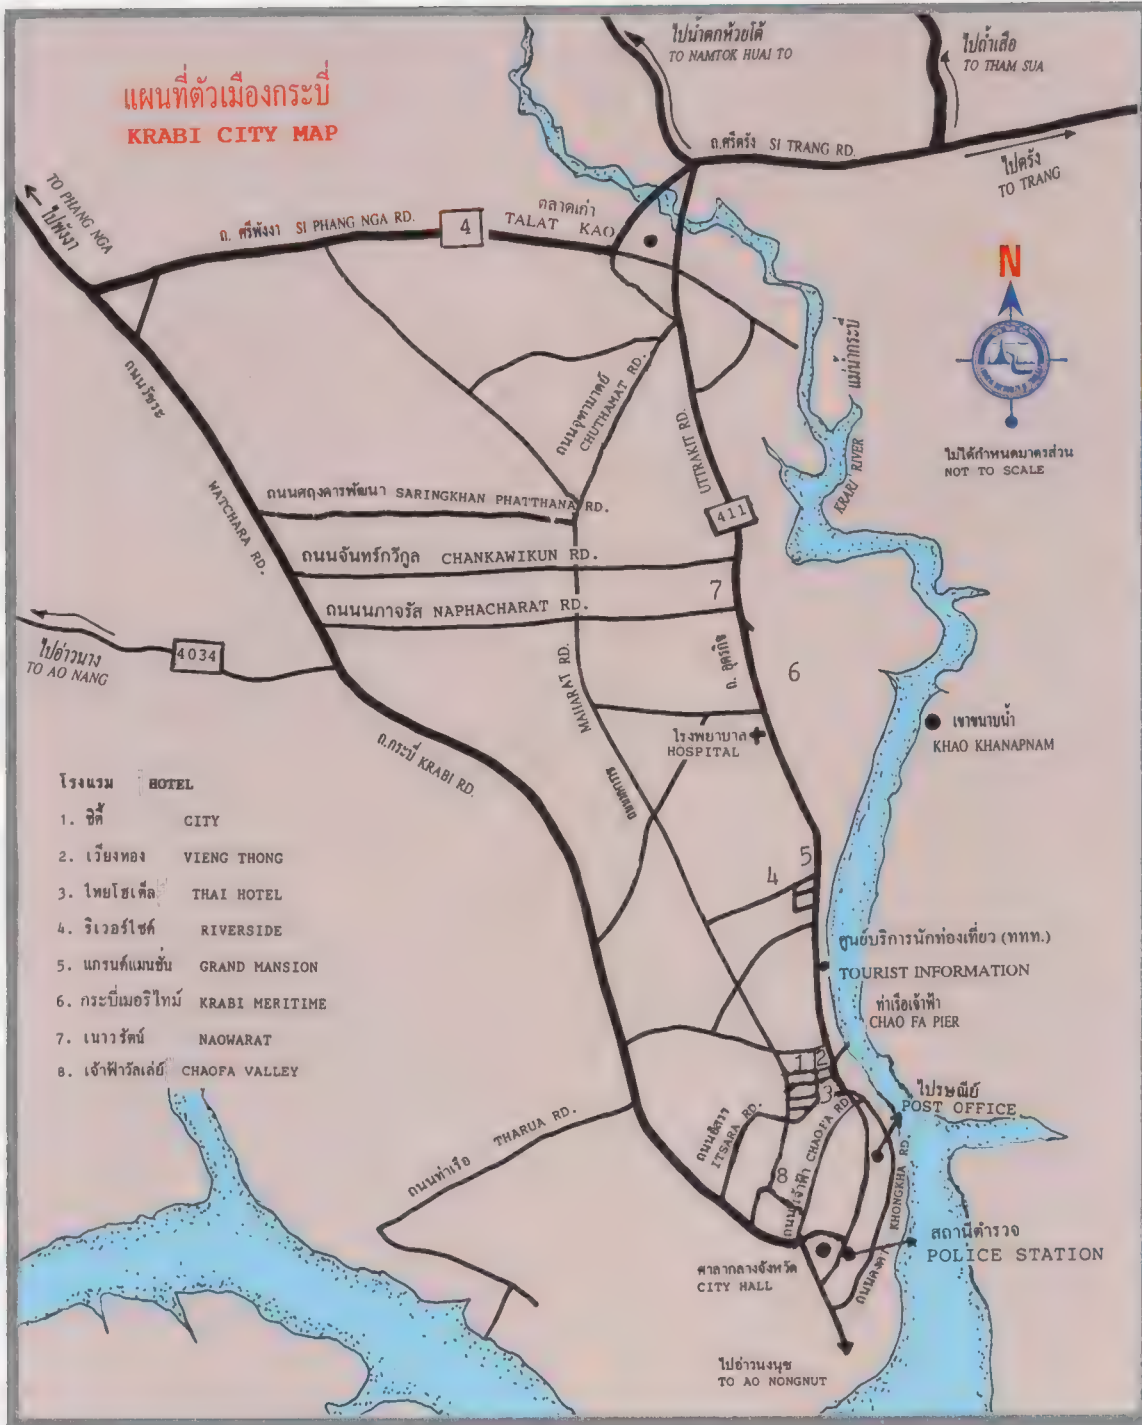 แผนที่ตัวเมืองกระบี่
KRABI CITY MAP
ไปน้ำตกห้วยโต้
TO NAMTOK HUAI TO
ไปถ้ำเสือ
TO THAM SUA
ถ.ศรีตรัง SI TRANG RD.
ไปตรัง
TO TRANG
TO PHANG NGA
ไปพังงา
ถ. ศรีพังงา SI PHANG NGA RD.
4
ตลาดเก่า
TALAT KAO
N
แม่น้ำกระบี่
KRABI RIVER
ไม่ได้กำหนดมาตรส่วน
NOT TO SCALE
ถนนวัชระ
WATCHARA RD.
ถนนจุฑามาตย์
CHUTHAMAT RD.
UTTRAKIT RD.
411
ถนนศฤงคารพัฒนา SARINGKHAN PHATTHANA RD.
ถนนจันทรักวีกูล CHANKAWIKUN RD.
ถนนนภาจรัส NAPHACHARAT RD.
7
ถ. อุตรกิจ
6
4034
ไปอ่าวนาง
TO AO NANG
MAHARAT RD.
ถ.กระบี่ KRABI RD.
โรงพยาบาล
HOSPITAL
เขาขนาบน้ำ
KHAO KHANAPNAM
โรงแรม HOTEL
1. ซิตี้ CITY
2. เวียงทอง VIENG THONG
3. ไทยโฮเต็ล THAI HOTEL
4. ริเวอร์ไซด์ RIVERSIDE
5. แกรนด์แมนชั่น GRAND MANSION
6. กระบี่เมอริไทม์ KRABI MERITIME
7. เนาวรัตน์ NAOWARAT
8. เจ้าฟ้าวัลเล่ย์ CHAOFA VALLEY
5
4
ศูนย์บริการนักท่องเที่ยว (ททท.)
TOURIST INFORMATION
ท่าเรือเจ้าฟ้า
CHAO FA PIER
1
2
3
ไปรษณีย์
POST OFFICE
ถนนท่าเรือ THARUA RD.
ถนนอิสรา
ITSARA RD.
8
ถนนเจ้าฟ้า CHAOFA RD.
KHONGKHA RD.
ถนนคงคา
สถานีตำรวจ
POLICE STATION
ศาลากลางจังหวัด
CITY HALL
ไปอ่าวนงนุช
TO AO NONGNUT